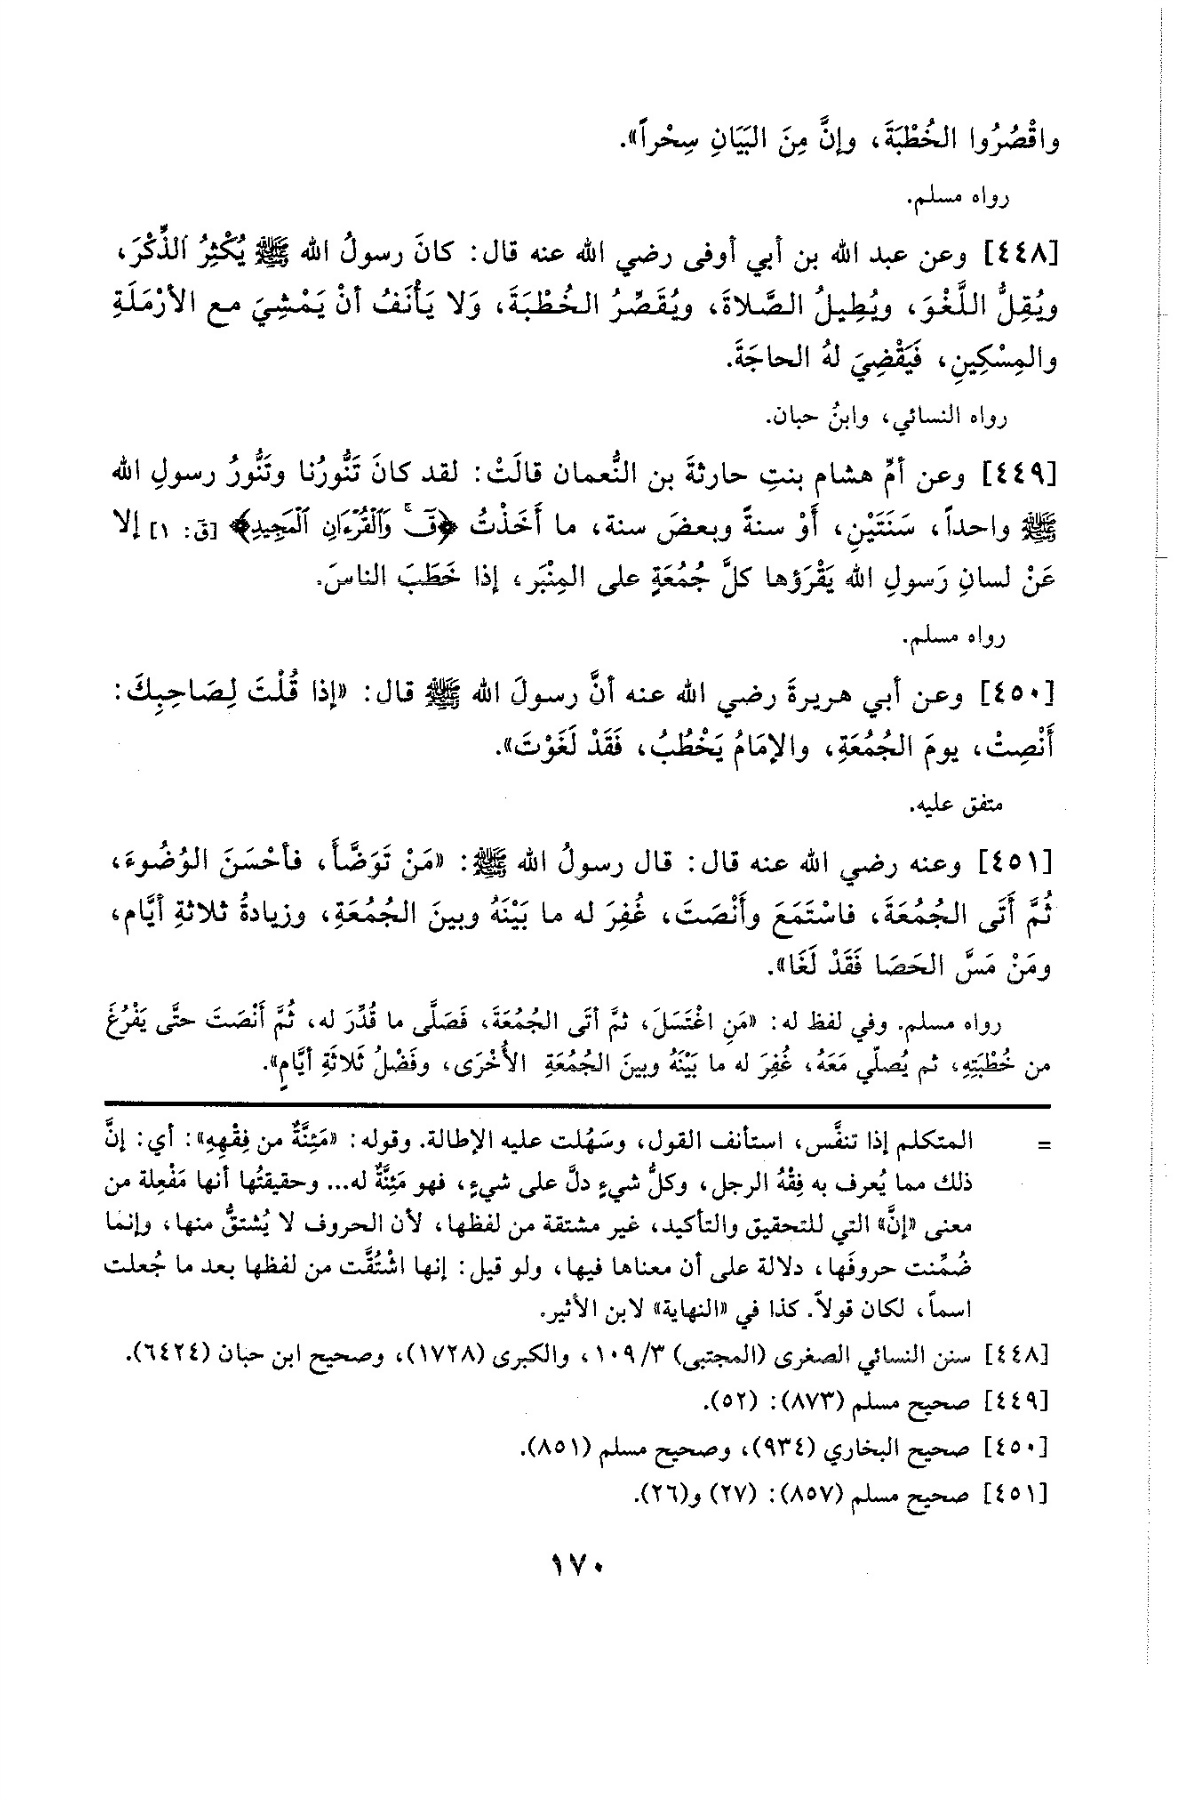 واقْصُرُوا الخُطْبَةَ، وإنَّ مِنَ البَيَانِ سِحْراً».
رواه مسلم.
[٤٤٨] وعن عبد الله بن أبي أوفى رضي الله عنه قال: كانَ رسولُ الله ﷺ يُكْثِرُ الذِّكْرَ،
ويُقِلُّ اللَّغْوَ، ويُطِيلُ الصَّلاةَ، ويُقَصِّرُ الخُطْبَةَ، وَلا يَأْنَفُ أنْ يَمْشِيَ مع الأرْمَلَةِ
والمِسْكِينِ، فَيَقْضِيَ لهُ الحاجَةَ.
رواه النسائي، وابنُ حبان.
[٤٤٩] وعن أمِّ هشام بنتِ حارثةَ بن النُّعمان قالَتْ: لقد كانَ تَنُّورُنا وتَنُّورُ رسولِ الله
ﷺ واحداً، سَنَتَيْنِ، أَوْ سنةً وبعضَ سنة، ما أَخَذْتُ ﴿قٓۚ وَٱلْقُرْءَانِ ٱلْمَجِيدِ﴾ [قٓ: ١] إلا
عَنْ لسانِ رَسولِ الله يَقْرَؤها كلَّ جُمُعَةٍ على المِنْبَر، إذا خَطَبَ الناسَ.
رواه مسلم.
[٤٥٠] وعن أبي هريرةَ رضي الله عنه أنَّ رسولَ الله ﷺ قال: «إذا قُلْتَ لِصَاحِبِكَ:
أَنْصِتْ، يومَ الجُمُعَةِ، والإمَامُ يَخْطُبُ، فَقَدْ لَغَوْتَ».
متفق عليه.
[٤٥١] وعنه رضي الله عنه قال: قال رسولُ الله ﷺ: «مَنْ تَوَضَّأَ، فأحْسَنَ الوُضُوءَ،
ثُمَّ أَتَى الجُمُعَةَ، فاسْتَمَعَ وأَنْصَتَ، غُفِرَ له ما بَيْنَهُ وبينَ الجُمُعَةِ، وزيادةُ ثلاثةِ أيَّام،
ومَنْ مَسَّ الحَصَا فَقَدْ لَغَا».
رواه مسلم. وفي لفظ له: «مَنِ اغْتَسَلَ، ثمَّ أتَى الجُمُعَةَ، فَصَلَّى ما قُدِّرَ له، ثُمَّ أَنْصَتَ حتَّى يَفْرُغَ
من خُطْبَتِهِ، ثم يُصلّي مَعَهُ، غُفِرَ له ما بَيْنَهُ وبينَ الجُمُعَةِ الأُخْرَى، وفَضْلُ ثَلاثَةِ أيَّامٍ».
= المتكلم إذا تنفَّس، استأنف القول، وسَهُلت عليه الإطالة. وقوله: «مَئِنَّةٌ من فِقْهِهِ»: أي: إنَّ
ذلك مما يُعرف به فِقْهُ الرجل، وكلُّ شيءٍ دلَّ على شيءٍ، فهو مَئِنَّةٌ له... وحقيقتُها أنها مَفْعِلة من
معنى «إنَّ» التي للتحقيق والتأكيد، غير مشتقة من لفظها، لأن الحروف لا يُشتقُّ منها، وإنما
ضُمِّنت حروفَها، دلالة على أن معناها فيها، ولو قيل: إنها اشْتُقَّت من لفظها بعد ما جُعلت
اسماً، لكان قولاً. كذا في «النهاية» لابن الأثير.
[٤٤٨] سنن النسائي الصغرى (المجتبى) ١٠٩/٣، والكبرى (١٧٢٨)، وصحيح ابن حبان (٦٤٢٤).
[٤٤٩] صحيح مسلم (٨٧٣): (٥٢).
[٤٥٠] صحيح البخاري (٩٣٤)، وصحيح مسلم (٨٥١).
[٤٥١] صحيح مسلم (٨٥٧): (٢٧) و(٢٦).
١٧٠